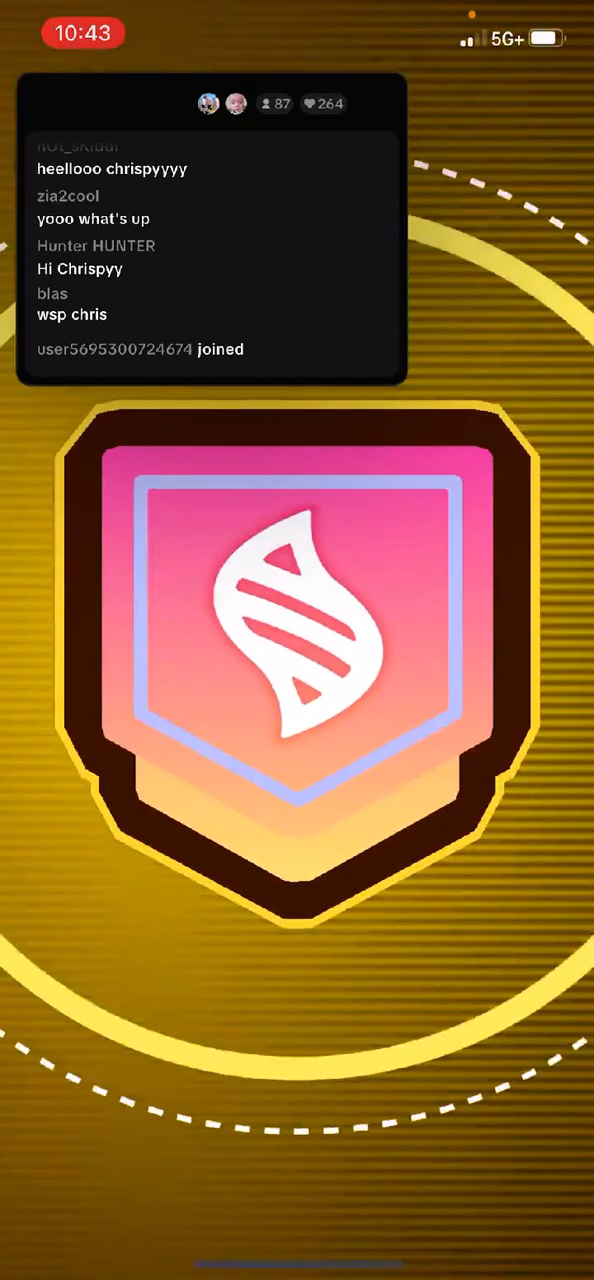 10:43
5G+
87
264
heellooo chrispyyyy
zia2cool
yooo what's up
Hunter HUNTER
Hi Chrispyy
blas
wsp chris
user5695300724674 joined